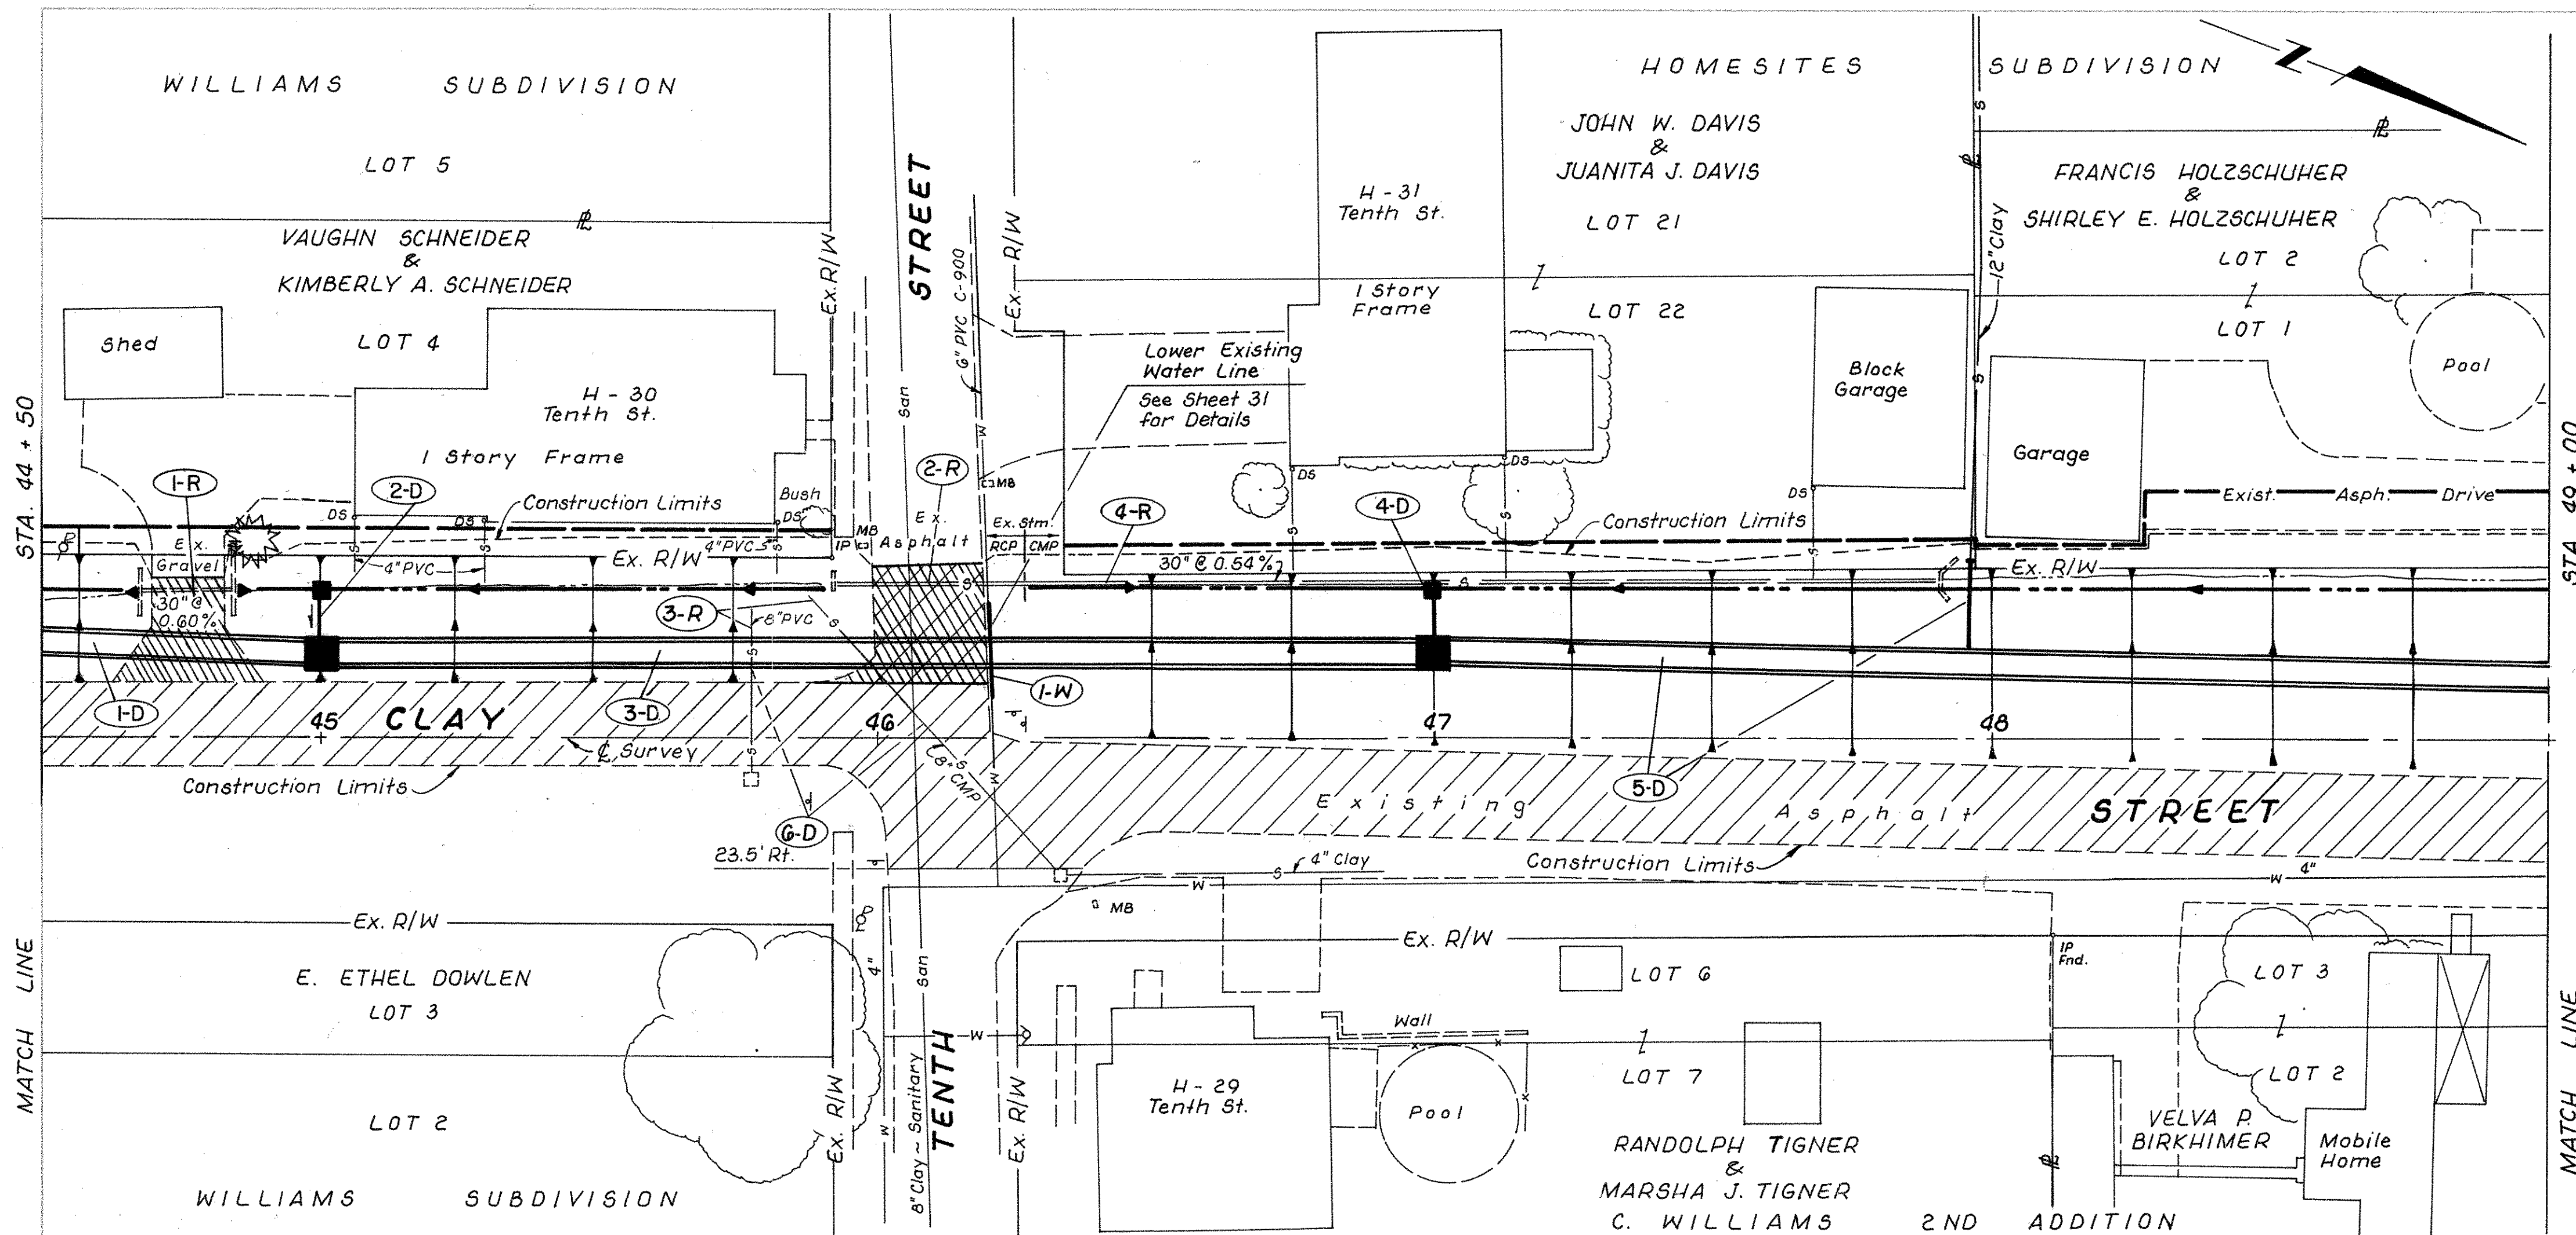 WILLIAMS SUBDIVISION
LOT 5
VAUGHN SCHNEIDER
&
KIMBERLY A. SCHNEIDER
LOT 4
Shed
H - 30
Tenth St.
1 Story Frame
1-R
2-D
Construction Limits
Bush
DS
DS
DS
Ex.
Gravel
4"PVC
4"PVC
Ex. R/W
30" @
0.60%
STA. 44 + 50
MATCH LINE
P
IP
MB
Ex. R/W
STREET
San
6" PVC C-900
W
Ex. R/W
2-R
MB
Ex.
Asphalt
Ex. Stm.
RCP
CMP
Lower Existing
Water Line
See Sheet 31
for Details
HOMESITES SUBDIVISION
JOHN W. DAVIS
&
JUANITA J. DAVIS
LOT 21
H - 31
Tenth St.
1 Story
Frame
LOT 22
Block
Garage
DS
DS
DS
4-R
4-D
Construction Limits
30" @ 0.54%
12" Clay
FRANCIS HOLZSCHUHER
&
SHIRLEY E. HOLZSCHUHER
LOT 2
LOT 1
Pool
Garage
Exist. Asph. Drive
Ex. R/W
STA. 49 + 00
MATCH LINE
3-R
8"PVC
1-D
3-D
1-W
5-D
6-D
45
CLAY
46
47
48
℄ Survey
Construction Limits
8" CMP
Existing Asphalt
STREET
23.5' Rt.
4" Clay
Construction Limits
W
4"
MB
Ex. R/W
E. ETHEL DOWLEN
LOT 3
LOT 2
WILLIAMS SUBDIVISION
P
4"
Ex. R/W
8" Clay ~ Sanitary
San
TENTH
Ex. R/W
W
Ex. R/W
LOT 6
Wall
H - 29
Tenth St.
Pool
LOT 7
RANDOLPH TIGNER
&
MARSHA J. TIGNER
C. WILLIAMS 2ND ADDITION
IP
Fnd.
LOT 3
LOT 2
VELVA P.
BIRKHIMER
Mobile
Home